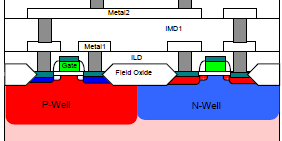 Metal2
IMD1
Metal1
ILD
Gate
Field Oxide
P-Well
N-Well